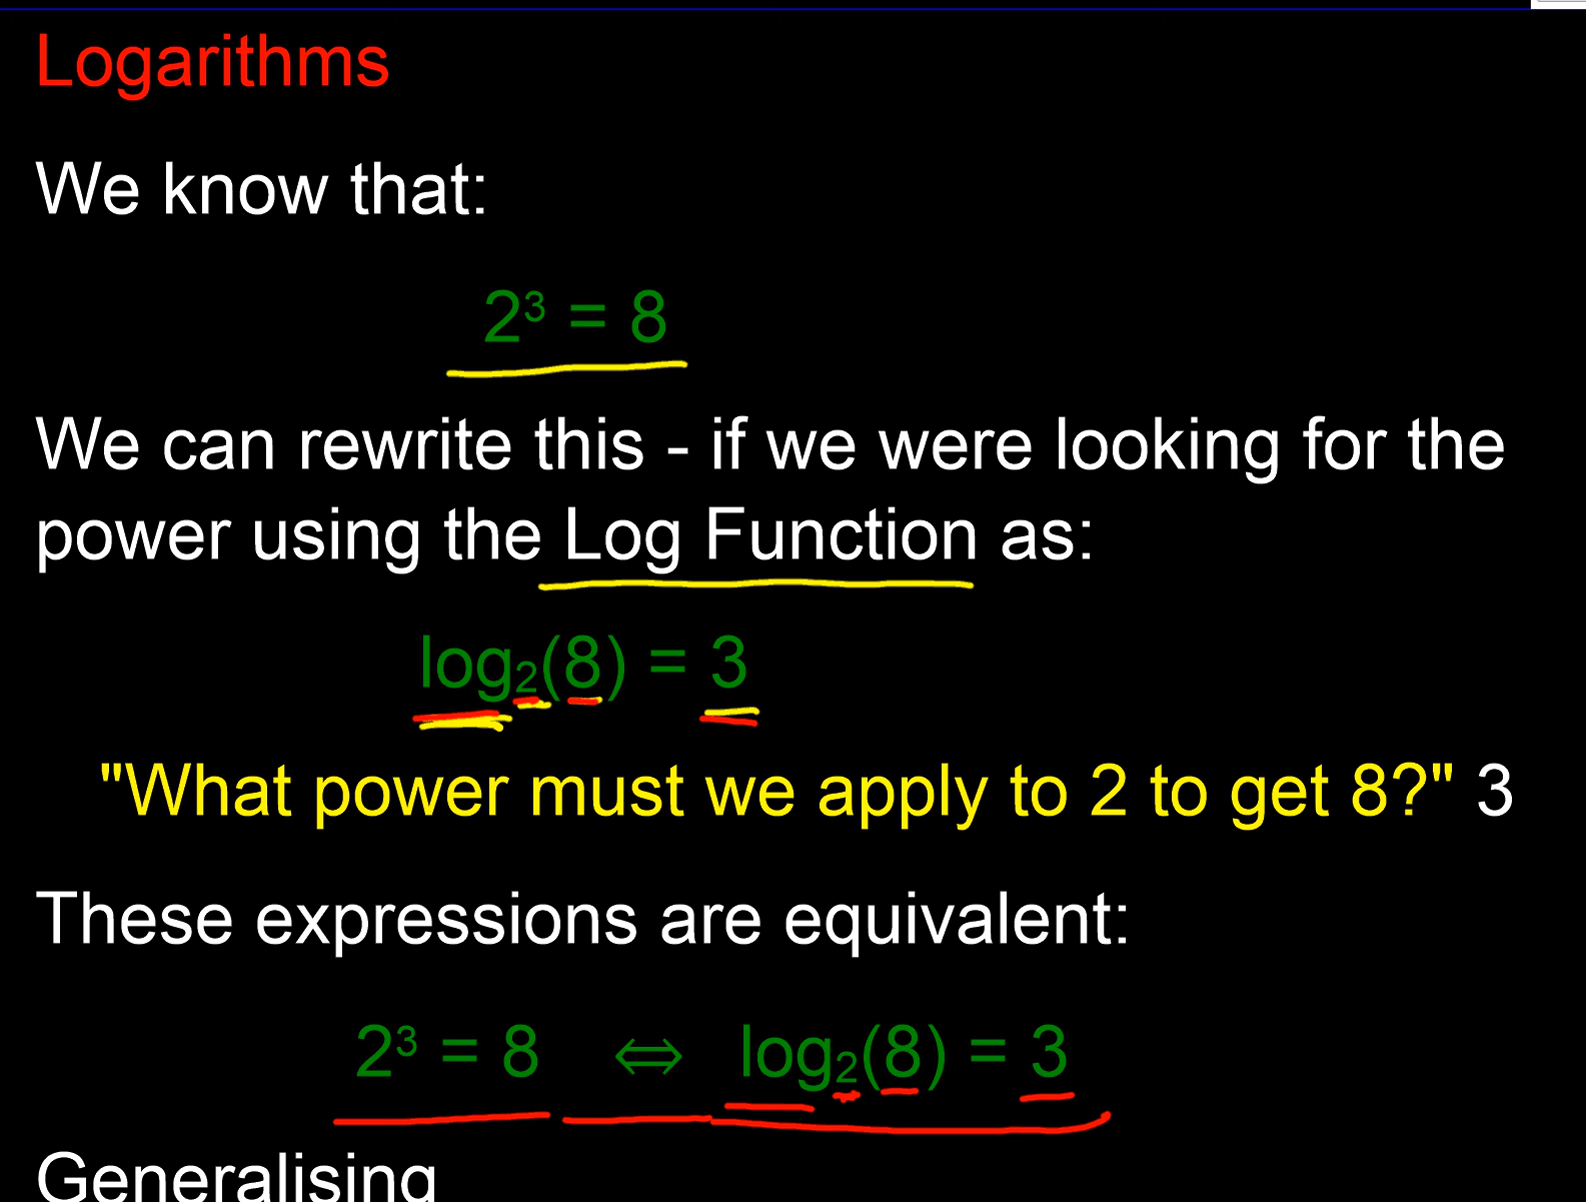 Logarithms
We know that:
2³ = 8
We can rewrite this - if we were looking for the
power using the Log Function as:
log₂(8) = 3
"What power must we apply to 2 to get 8?" 3
These expressions are equivalent:
2³ = 8 ⇔ log₂(8) = 3
Generalising